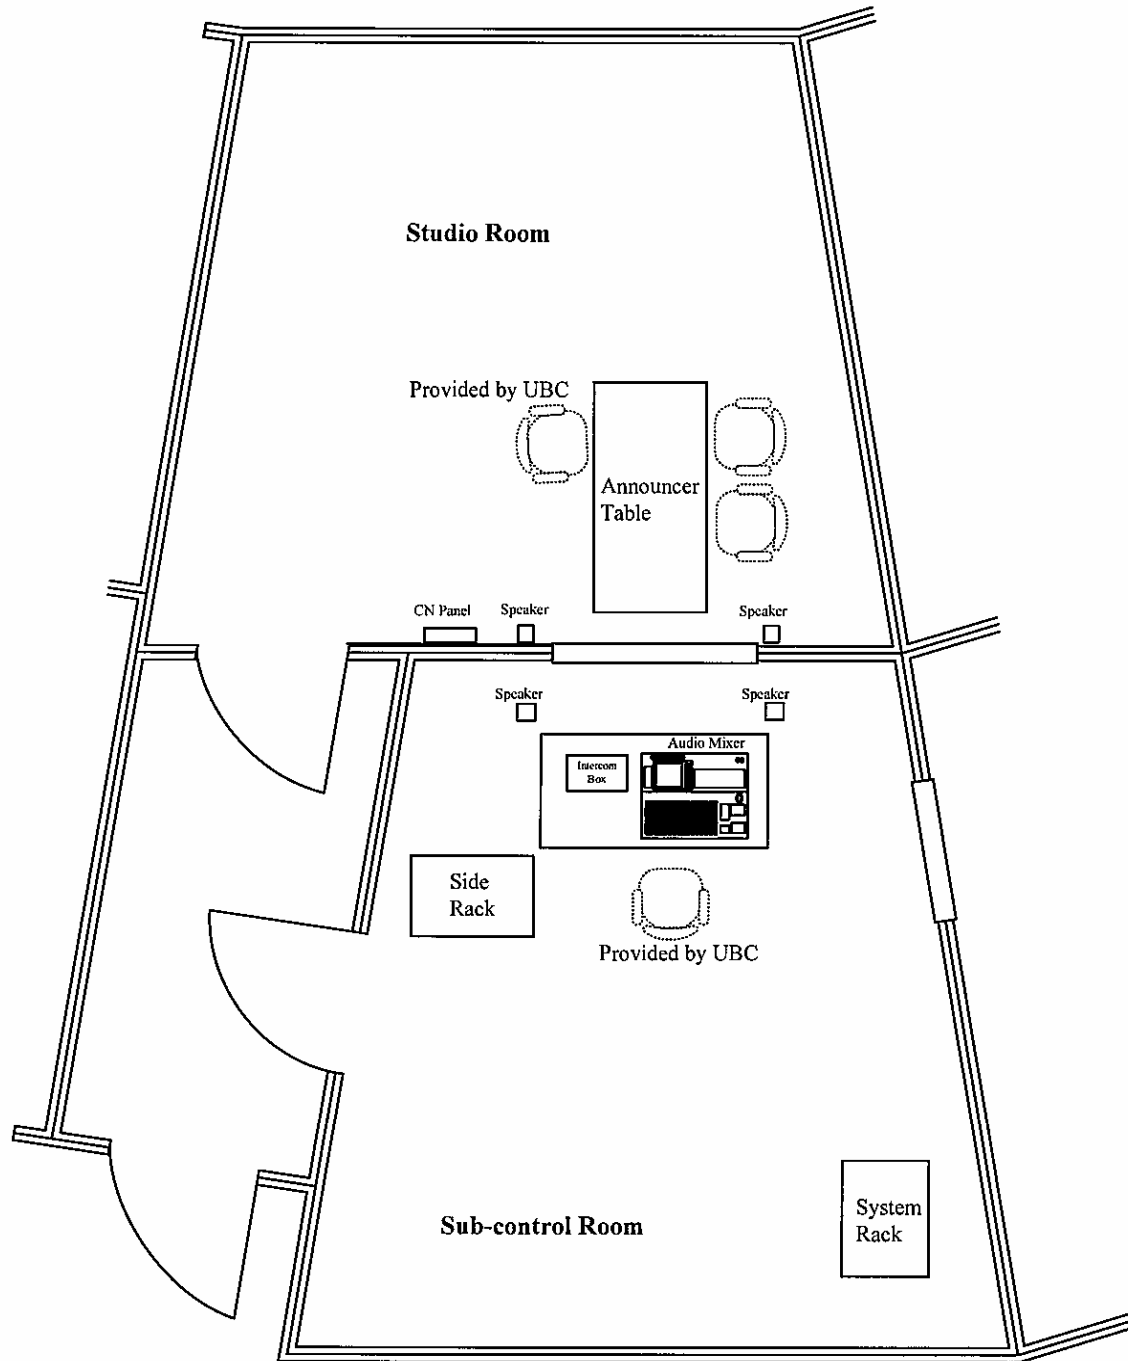 Studio Room
Provided by UBC
Announcer
Table
CN Panel
Speaker
Speaker
Speaker
Speaker
Audio Mixer
Intercom
Box
Side
Rack
Provided by UBC
Sub-control Room
System
Rack